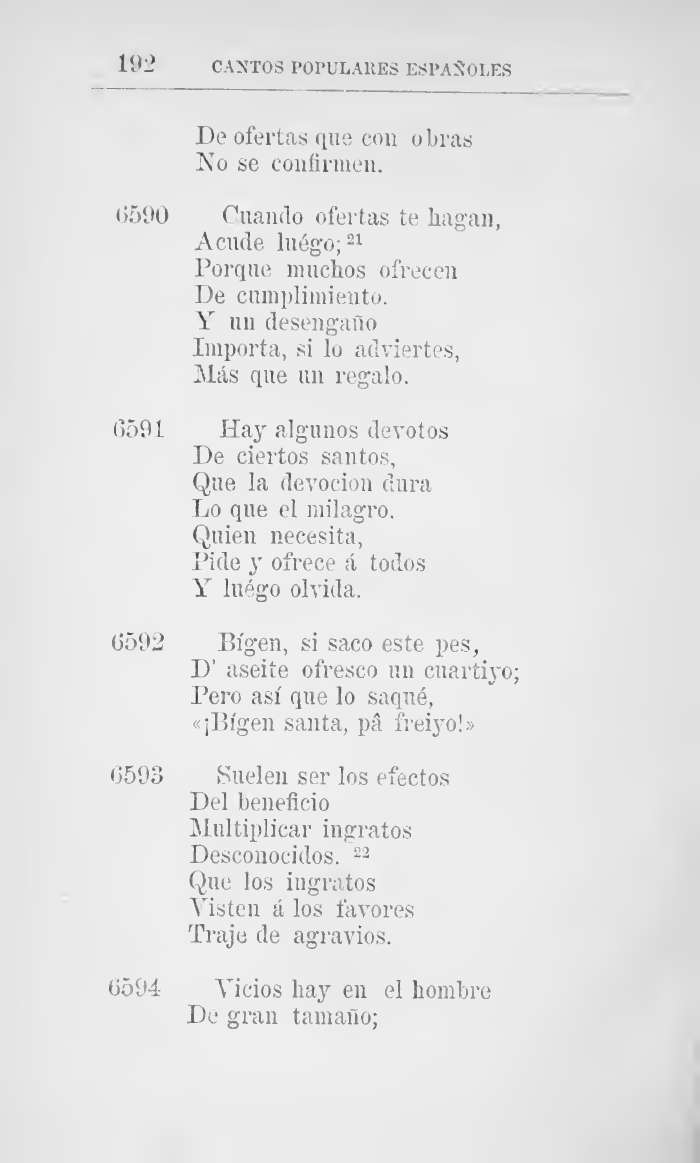 192 CANTOS POPULARES ESPAÑOLES
De ofertas que con obras
No se confirmen.
6590 Cuando ofertas te hagan,
Acude luégo; 21
Porque muchos ofrecen
De cumplimiento.
Y un desengaño
Importa, si lo adviertes,
Más que un regalo.
6591 Hay algunos devotos
De ciertos santos,
Que la devocion dura
Lo que el milagro.
Quien necesita,
Pide y ofrece á todos
Y luégo olvida.
6592 Bígen, si saco este pes,
D' aseite ofresco un cuartiyo;
Pero así que lo saqué,
«¡Bígen santa, pâ freiyo!»
6593 Suelen ser los efectos
Del beneficio
Multiplicar ingratos
Desconocidos. 22
Que los ingratos
Visten á los favores
Traje de agravios.
6594 Vicios hay en el hombre
De gran tamaño;